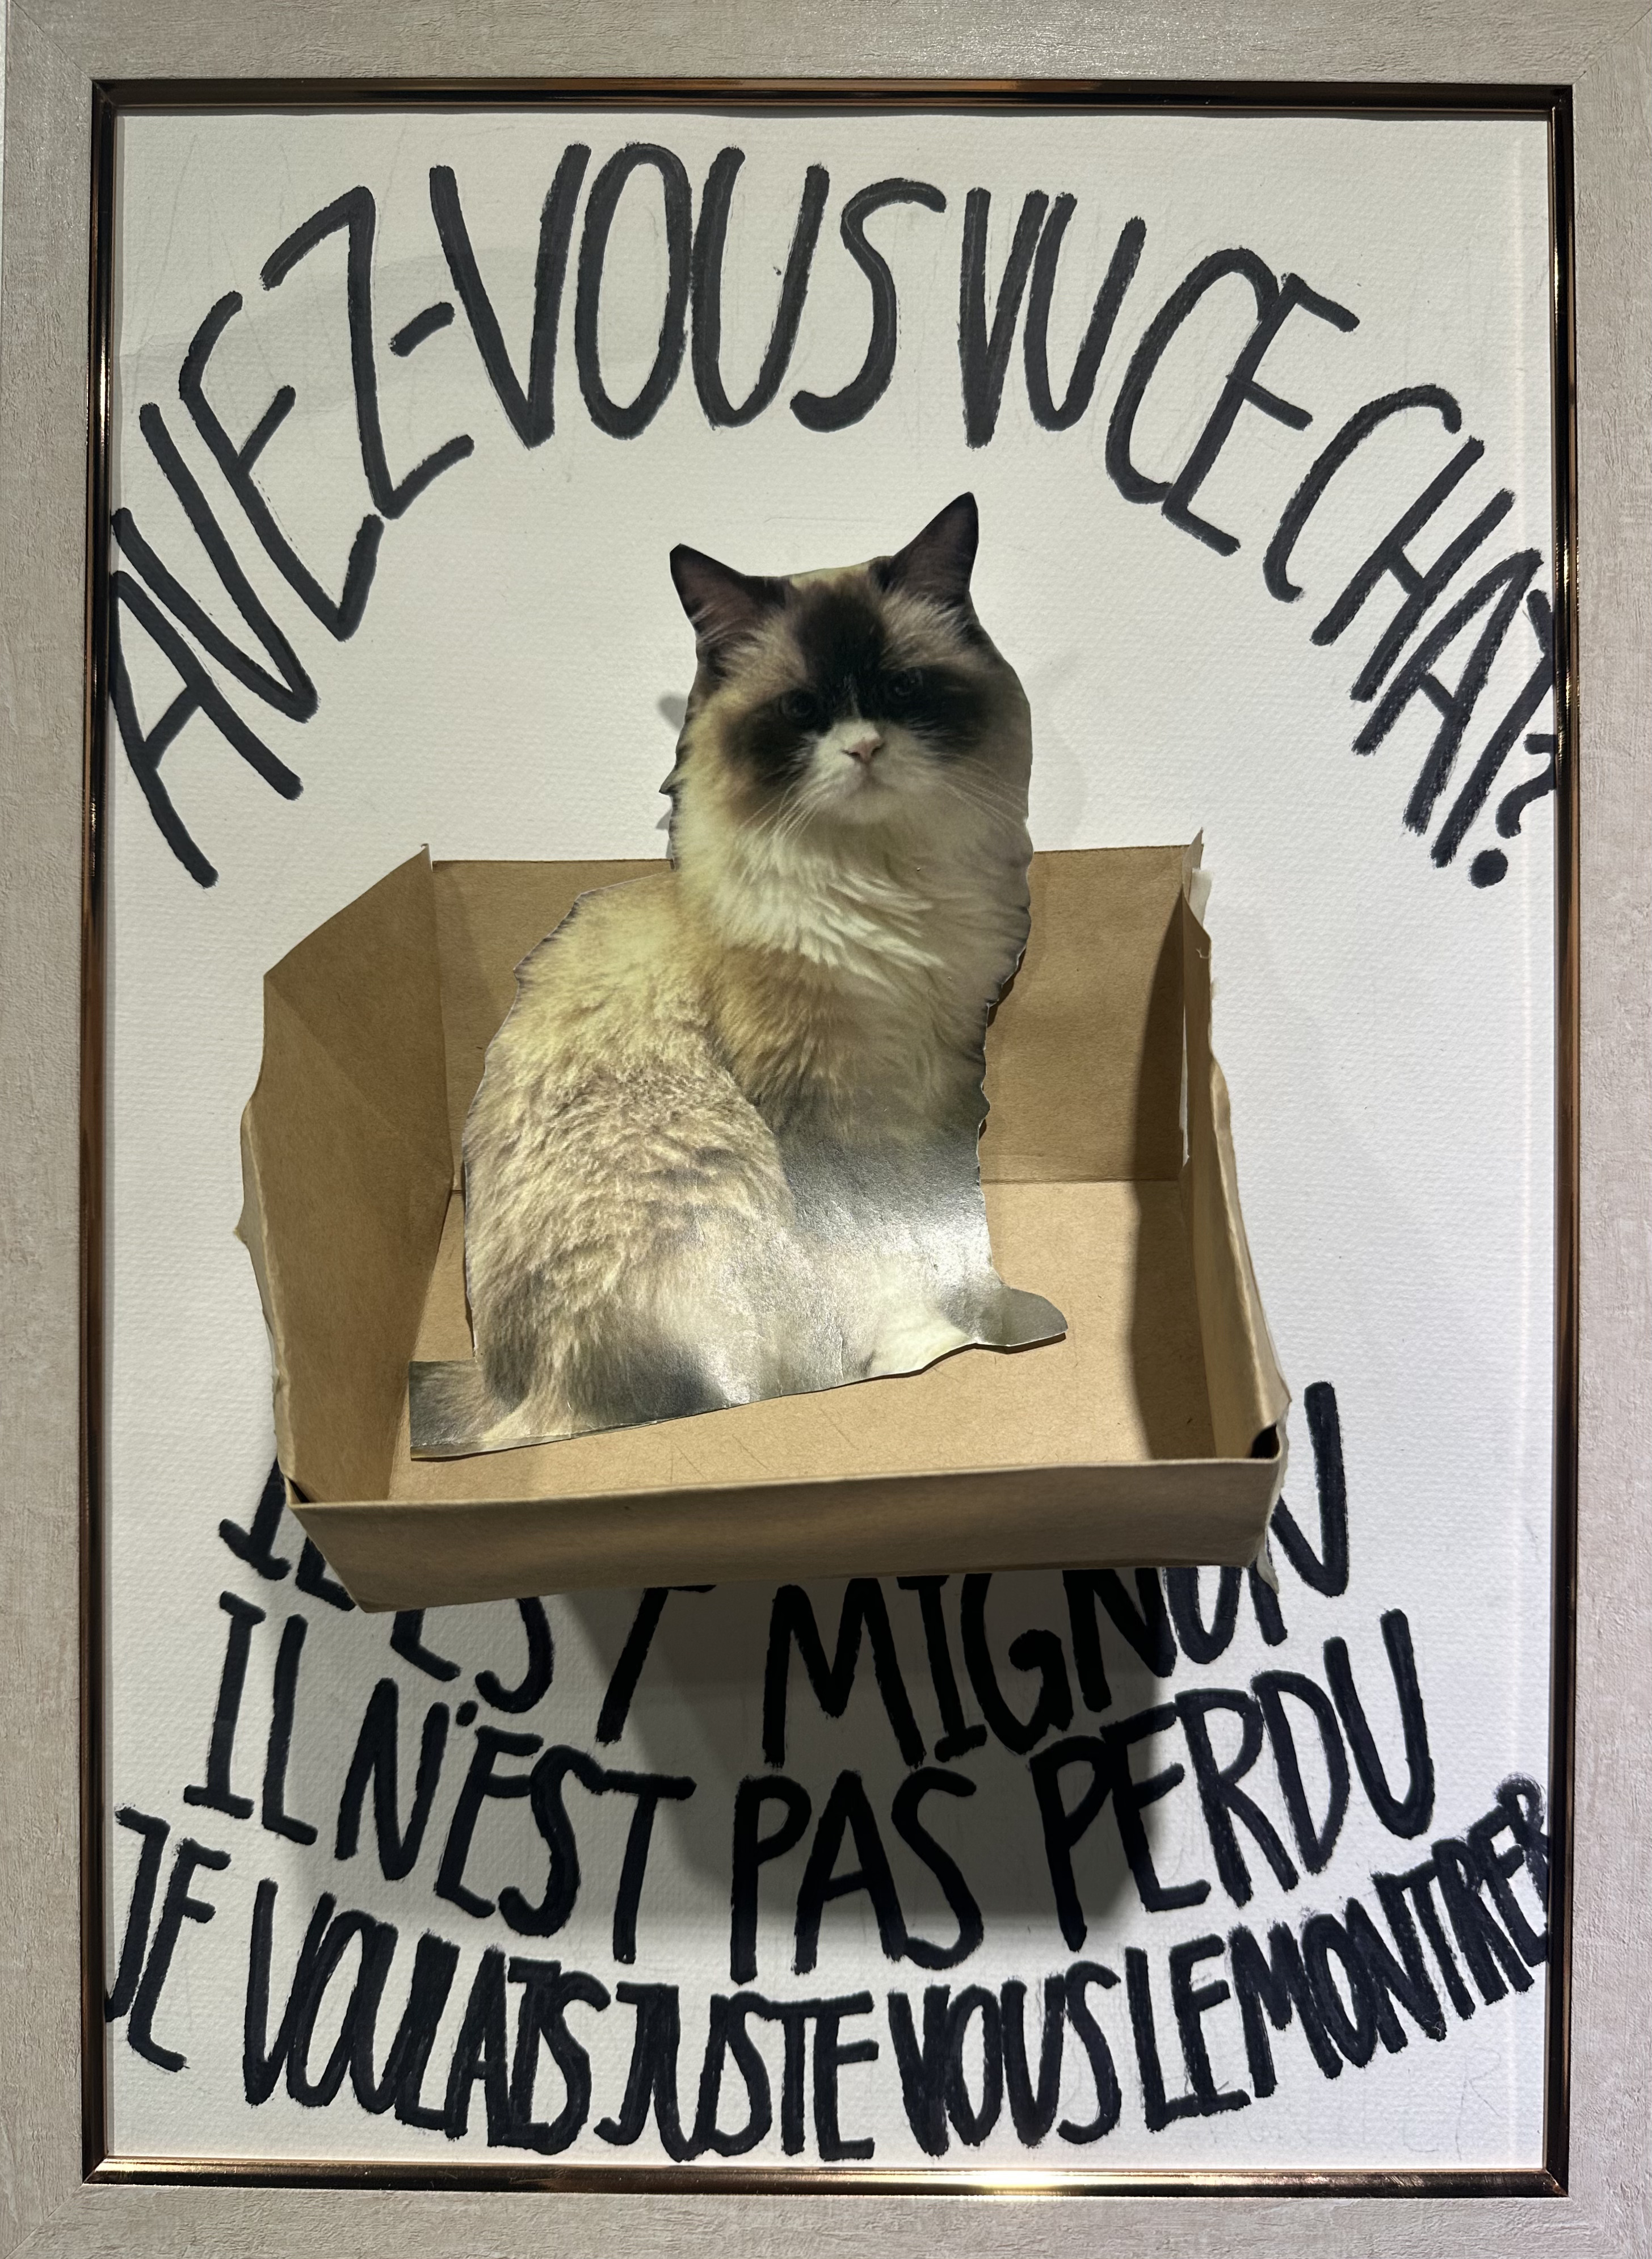 AVEZ-VOUS VU CE CHAT?
IL EST MIGNON
IL N'EST PAS PERDU
JE VOULAIS JUSTE VOUS LE MONTRER